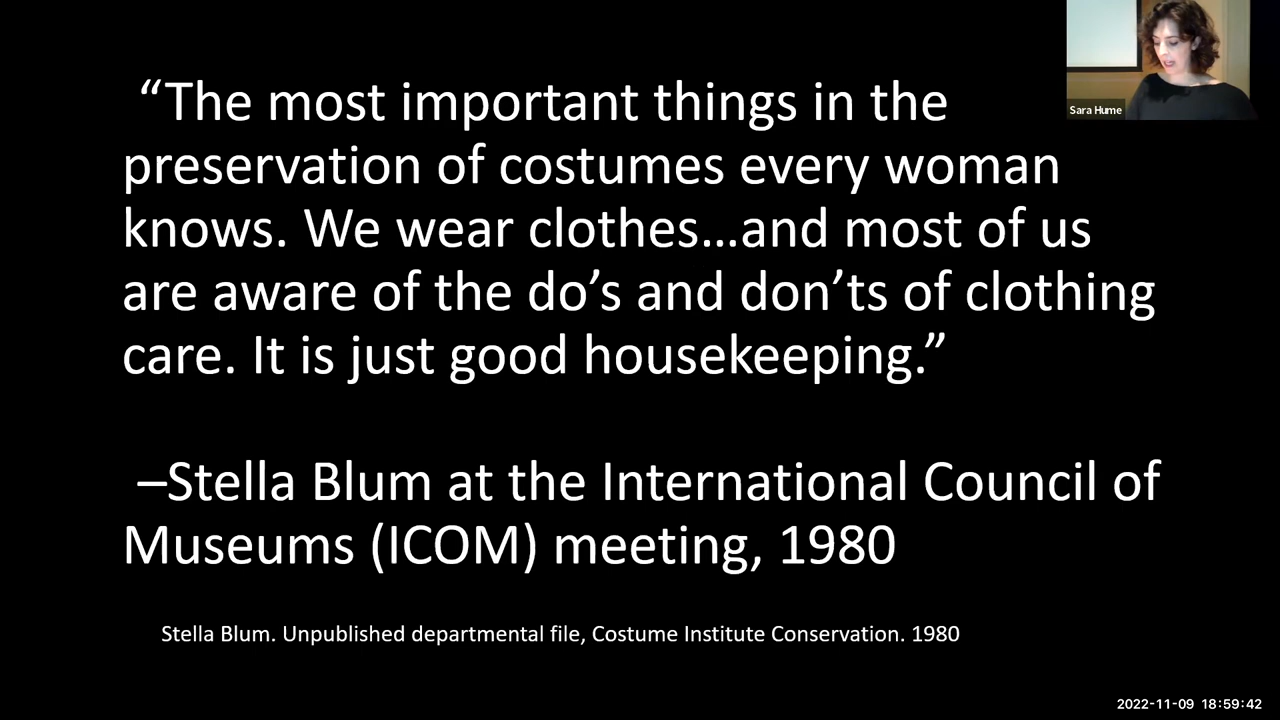 “The most important things in the
preservation of costumes every woman
knows. We wear clothes…and most of us
are aware of the do’s and don’ts of clothing
care. It is just good housekeeping.”
–Stella Blum at the International Council of
Museums (ICOM) meeting, 1980
Stella Blum. Unpublished departmental file, Costume Institute Conservation. 1980
Sara Hume
2022-11-09 18:59:42